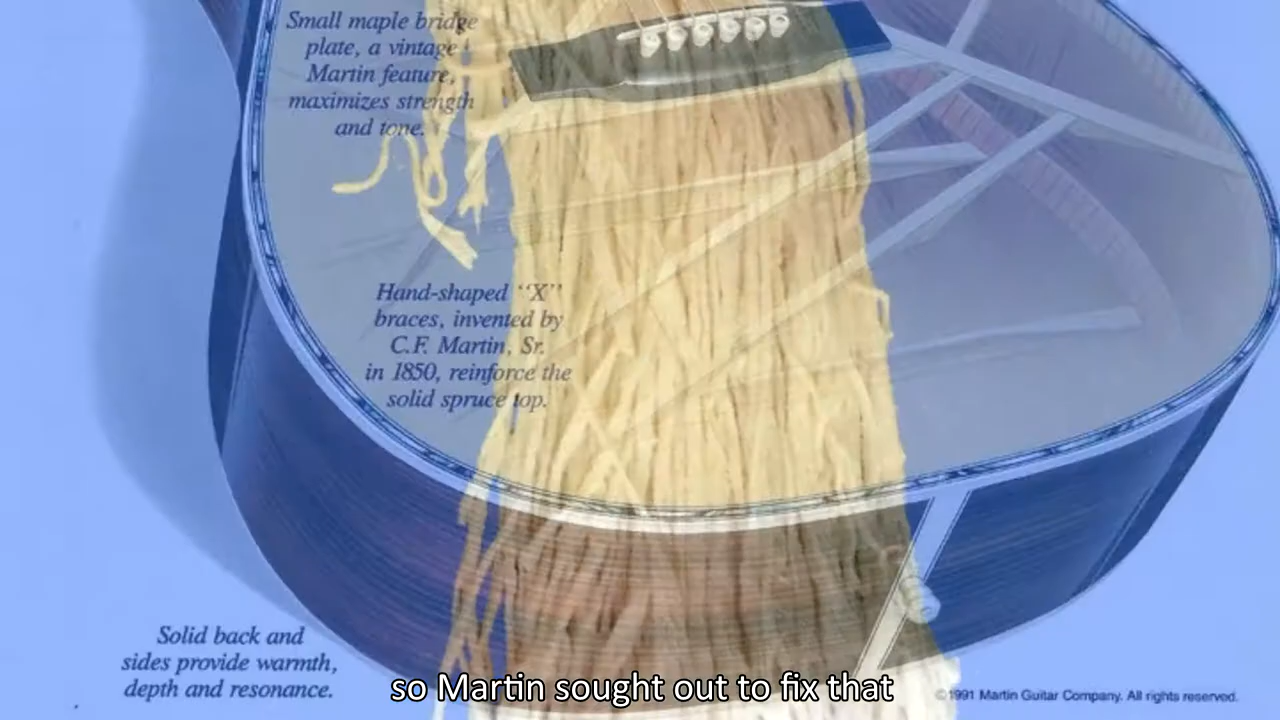 Small maple bridge
plate, a vintage
Martin feature,
maximizes strength
and tone.
Hand-shaped "X"
braces, invented by
C.F. Martin, Sr.
in 1850, reinforce the
solid spruce top.
Solid back and
sides provide warmth,
depth and resonance.
so Martin sought out to fix that
©1991 Martin Guitar Company. All rights reserved.